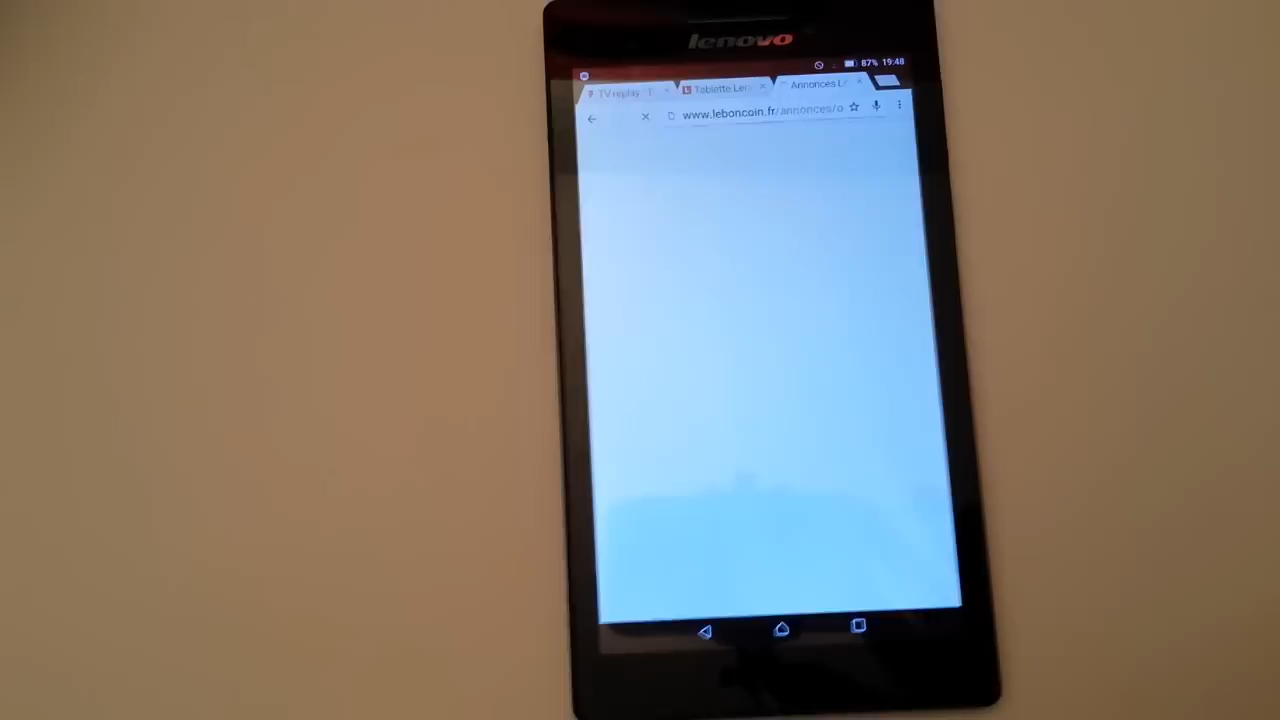 lenovo
87% 19:48
TV replay - T Tablette Len Annonces L
www.leboncoin.fr/annonces/o